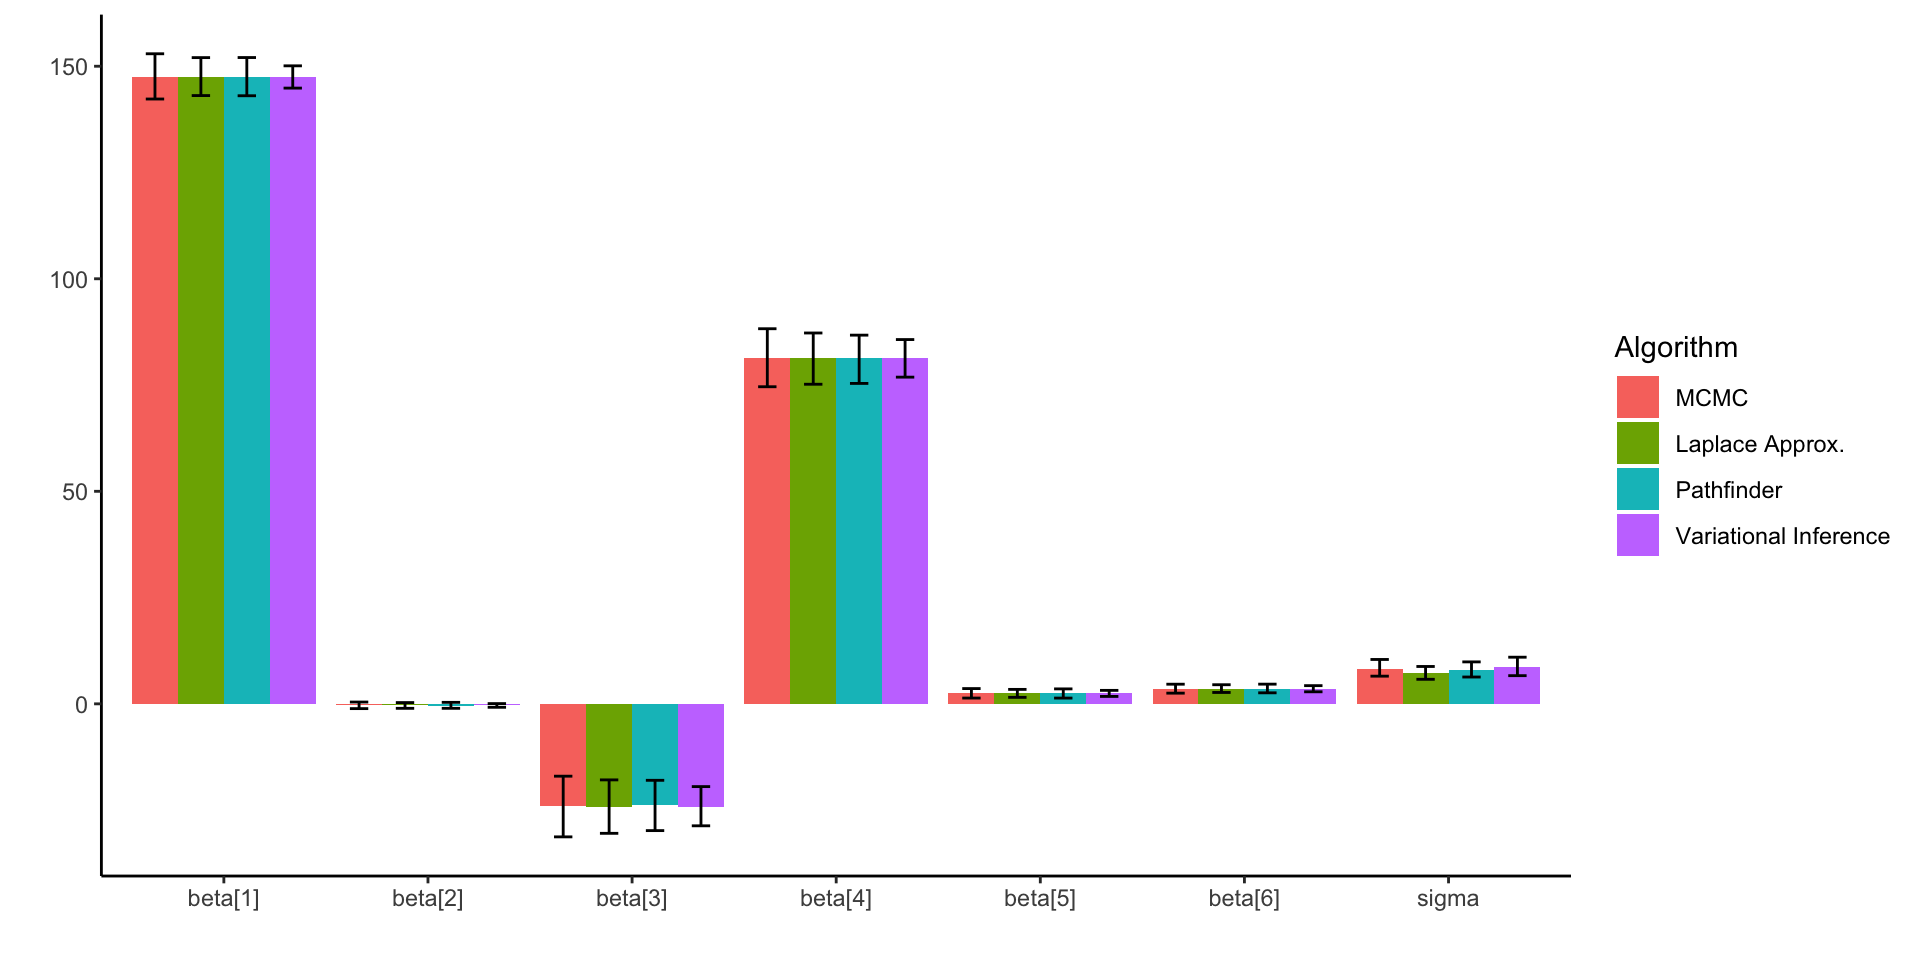 150
100
50
0
beta[1]
beta[2]
beta[3]
beta[4]
beta[5]
beta[6]
sigma
Algorithm
MCMC
Laplace Approx.
Pathfinder
Variational Inference